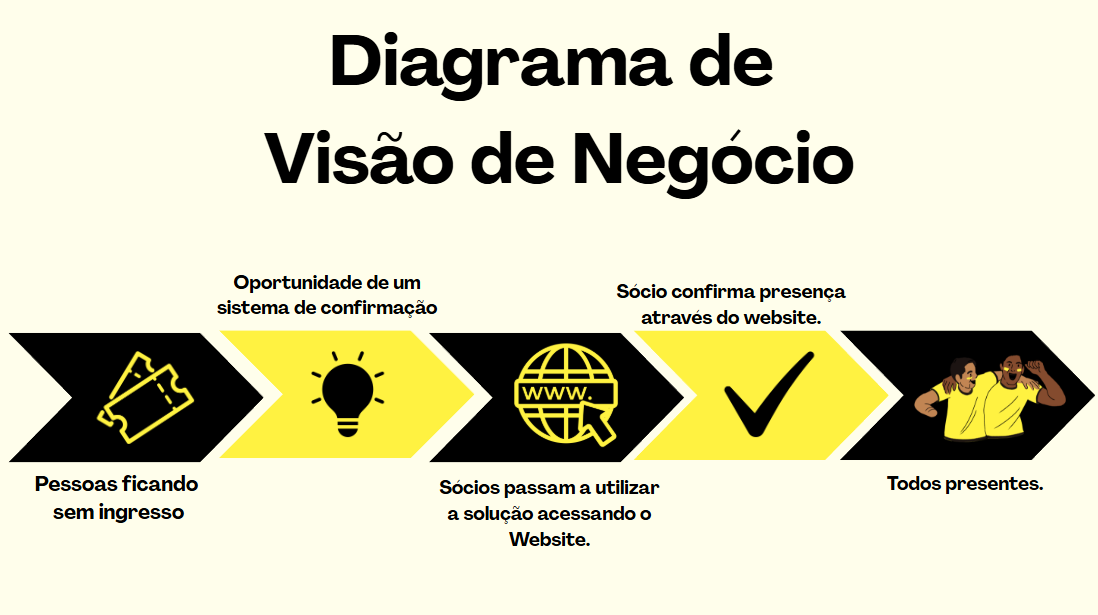 Diagrama de
Visão de Negócio
Oportunidade de um
sistema de confirmação
Sócio confirma presença
através do website.
www.
Pessoas ficando
sem ingresso
Sócios passam a utilizar
a solução acessando o
Website.
Todos presentes.